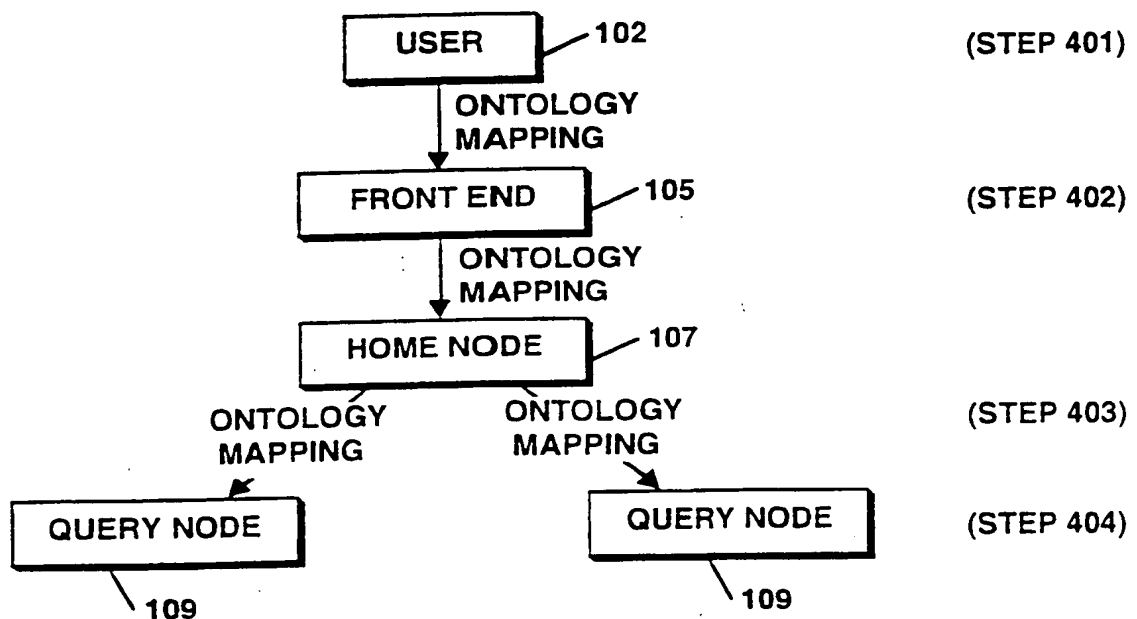 USER
102
(STEP 401)
ONTOLOGY
MAPPING
FRONT END
105
(STEP 402)
ONTOLOGY
MAPPING
HOME NODE
107
ONTOLOGY
MAPPING
ONTOLOGY
MAPPING
(STEP 403)
QUERY NODE
109
QUERY NODE
109
(STEP 404)